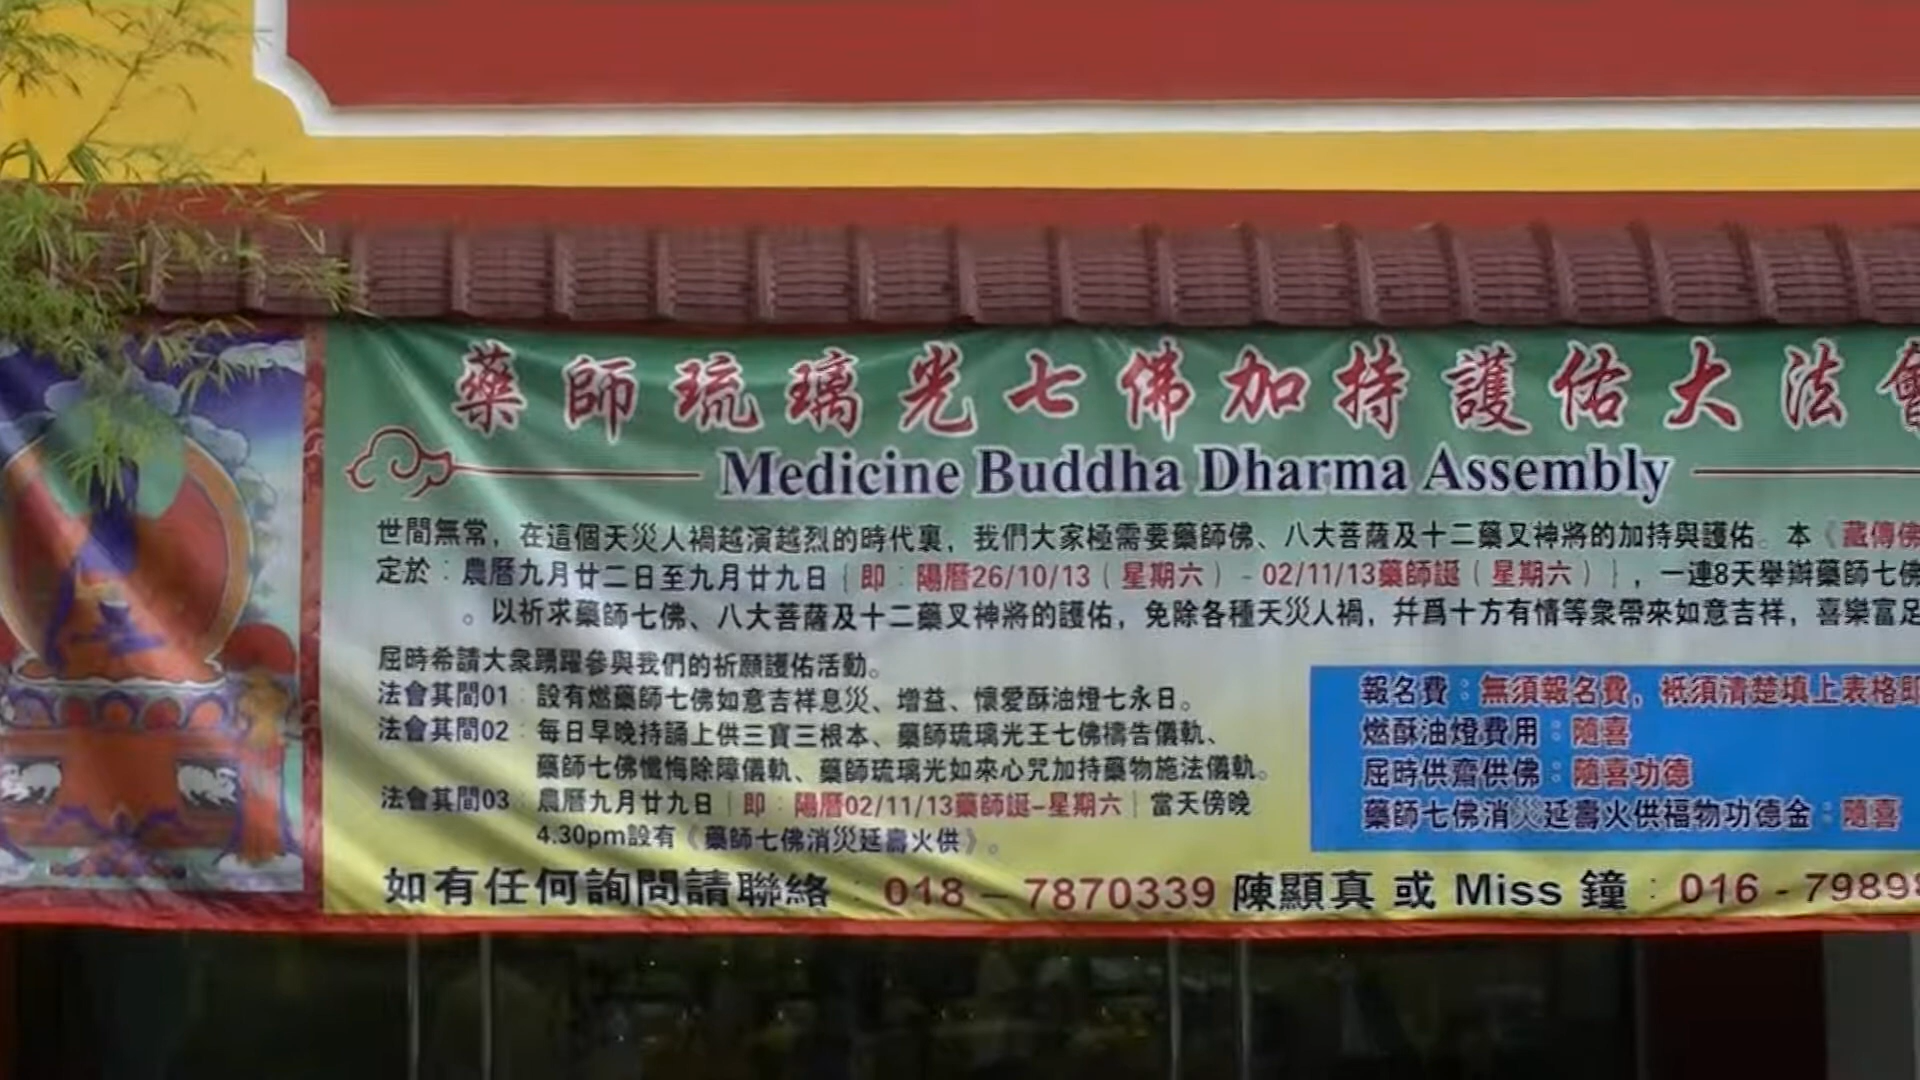 藥師琉璃光七佛加持護佑大法會
Medicine Buddha Dharma Assembly
世間無常，在這個天災人禍越演越烈的時代裏，我們大家極需要藥師佛、八大菩薩及十二藥叉神將的加持與護佑。本《藏傳佛
定於：農曆九月廿二日至九月廿九日｛即：陽曆26/10/13（星期六）-02/11/13藥師誕（星期六）｝，一連8天舉辦藥師七佛
。以祈求藥師七佛、八大菩薩及十二藥叉神將的護佑，免除各種天災人禍，幷爲十方有情等衆帶來如意吉祥，喜樂富足
屆時希請大衆踴躍參與我們的祈願護佑活動。
法會其間01：設有燃藥師七佛如意吉祥息災、增益、懷愛酥油燈七永日。
法會其間02：每日早晚持誦上供三寶三根本、藥師琉璃光王七佛禱告儀軌、
藥師七佛懺悔除障儀軌、藥師琉璃光如來心咒加持藥物施法儀軌。
法會其間03：農曆九月廿九日｜即：陽曆02/11/13藥師誕–星期六｜當天傍晚
4.30pm設有《藥師七佛消災延壽火供》。
報名費：無須報名費，祇須清楚填上表格即
燃酥油燈費用：隨喜
屆時供齋供佛：隨喜功德
藥師七佛消災延壽火供福物功德金：隨喜
如有任何詢問請聯絡：018 – 7870339 陳顯真 或 Miss 鐘：016 - 79898